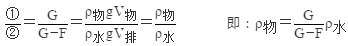 ①/② = G/G-F = ρ物gV物/ρ水gV排 = ρ物/ρ水 即：ρ物 = G/G-F ρ水